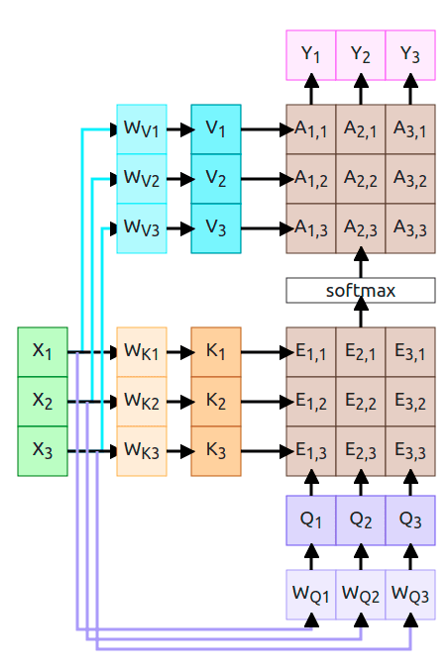 Y1 Y2 Y3
WV1 V1 A1,1 A2,1 A3,1
WV2 V2 A1,2 A2,2 A3,2
WV3 V3 A1,3 A2,3 A3,3
softmax
X1 WK1 K1 E1,1 E2,1 E3,1
X2 WK2 K2 E1,2 E2,2 E3,2
X3 WK3 K3 E1,3 E2,3 E3,3
Q1 Q2 Q3
WQ1 WQ2 WQ3